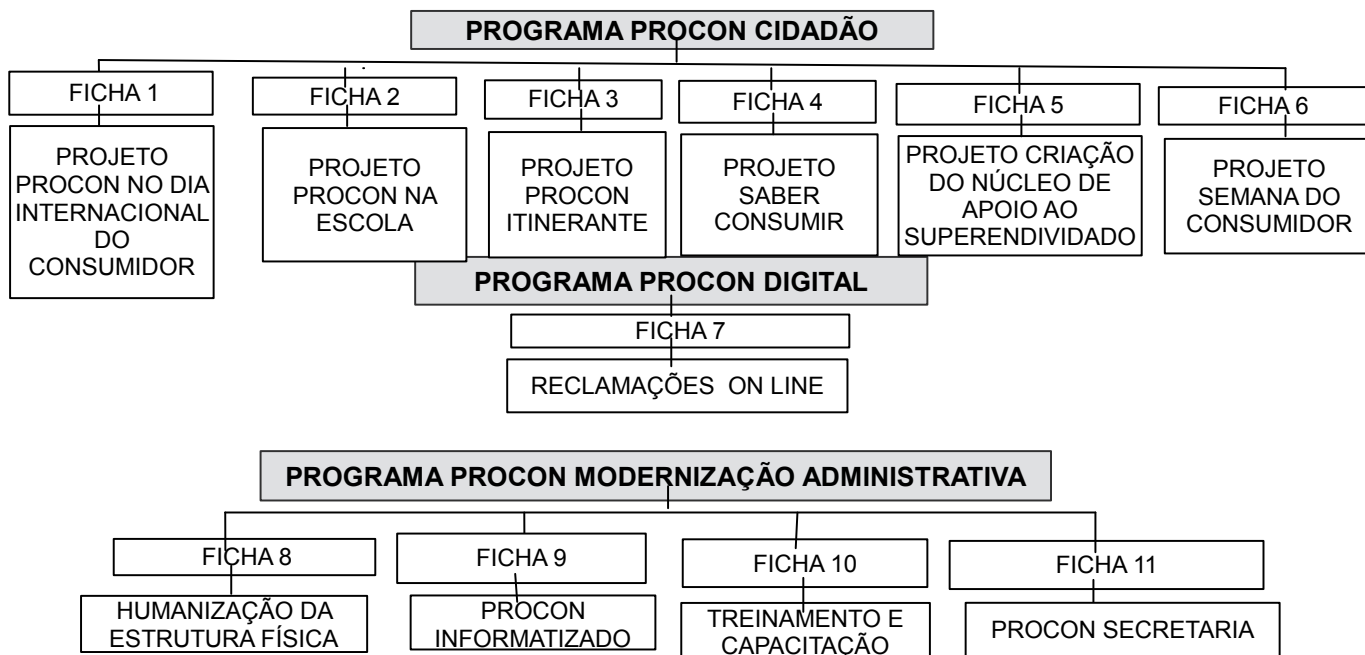 PROGRAMA PROCON CIDADÃO
FICHA 1
FICHA 2
FICHA 3
FICHA 4
FICHA 5
FICHA 6
PROJETO
PROCON NO DIA
INTERNACIONAL
DO
CONSUMIDOR
PROJETO
PROCON NA
ESCOLA
PROJETO
PROCON
ITINERANTE
PROJETO
SABER
CONSUMIR
PROJETO CRIAÇÃO
DO NÚCLEO DE
APOIO AO
SUPERENDIVIDADO
PROJETO
SEMANA DO
CONSUMIDOR
PROGRAMA PROCON DIGITAL
FICHA 7
RECLAMAÇÕES ON LINE
PROGRAMA PROCON MODERNIZAÇÃO ADMINISTRATIVA
FICHA 8
FICHA 9
FICHA 10
FICHA 11
HUMANIZAÇÃO DA
ESTRUTURA FÍSICA
PROCON
INFORMATIZADO
TREINAMENTO E
CAPACITAÇÃO
PROCON SECRETARIA